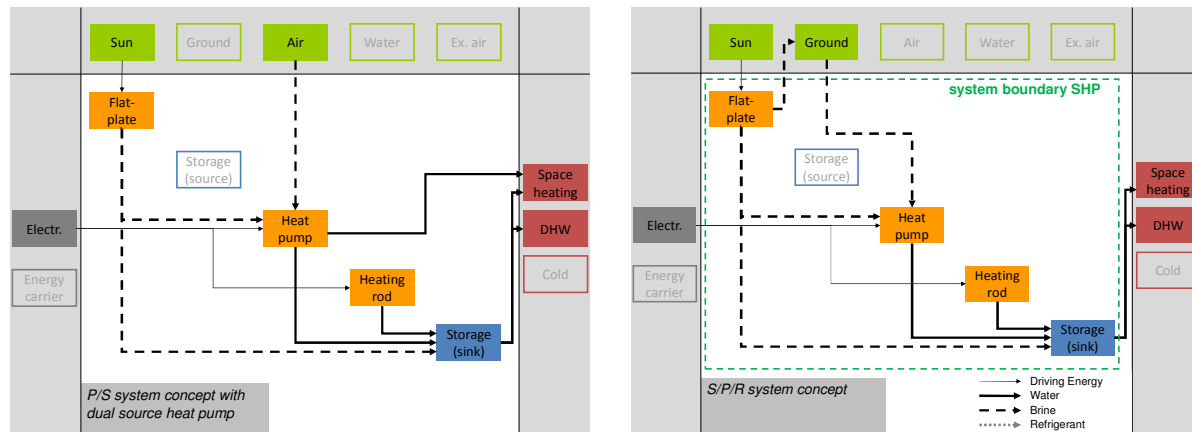 Sun
Ground
Air
Water
Ex. air
Flat-
plate
Storage
(source)
Space
heating
Electr.
Heat
pump
DHW
Energy
carrier
Heating
rod
Cold
Storage
(sink)
P/S system concept with
dual source heat pump
Sun
Ground
Air
Water
Ex. air
system boundary SHP
Flat-
plate
Storage
(source)
Space
heating
Electr.
Heat
pump
DHW
Energy
carrier
Heating
rod
Cold
Storage
(sink)
S/P/R system concept
Driving Energy
Water
Brine
Refrigerant